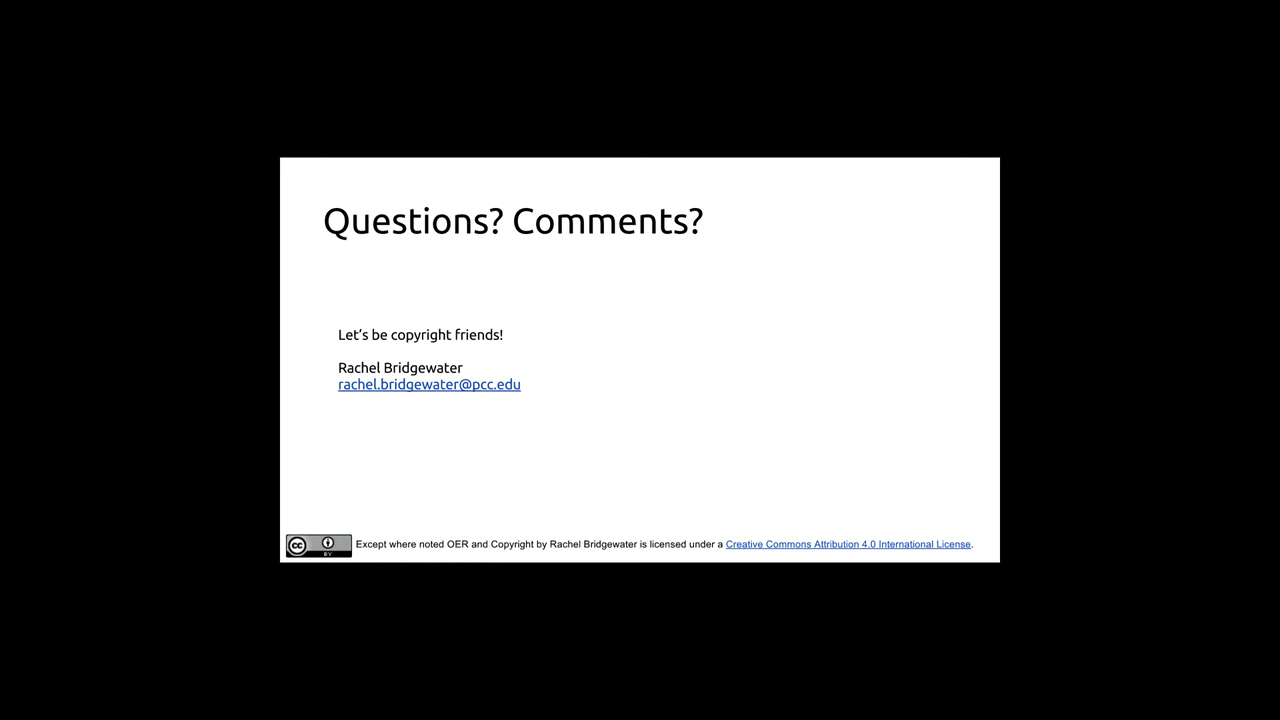 Questions? Comments?
Let's be copyright friends!
Rachel Bridgewater
rachel.bridgewater@pcc.edu
cc BY Except where noted OER and Copyright by Rachel Bridgewater is licensed under a Creative Commons Attribution 4.0 International License.